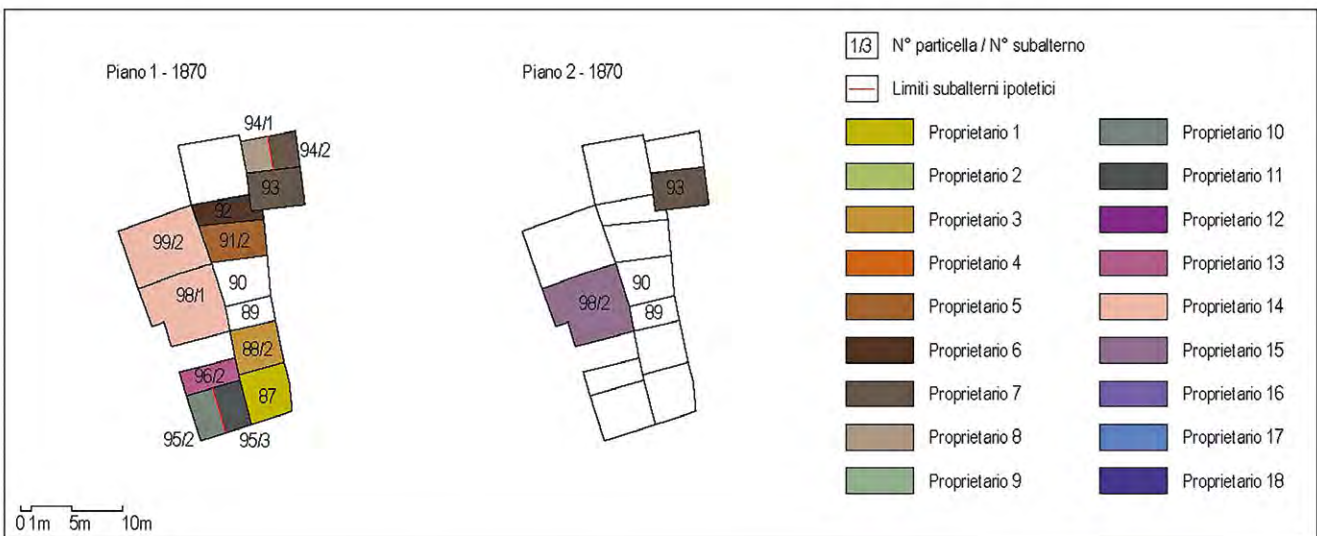 Piano 1 - 1870
94/1
94/2
93
92
99/2
91/2
90
98/1
89
88/2
96/2
87
95/2
95/3
0 1m 5m 10m
Piano 2 - 1870
93
90
98/2
89
1/3 N° particella / N° subalterno
Limiti subalterni ipotetici
Proprietario 1
Proprietario 2
Proprietario 3
Proprietario 4
Proprietario 5
Proprietario 6
Proprietario 7
Proprietario 8
Proprietario 9
Proprietario 10
Proprietario 11
Proprietario 12
Proprietario 13
Proprietario 14
Proprietario 15
Proprietario 16
Proprietario 17
Proprietario 18